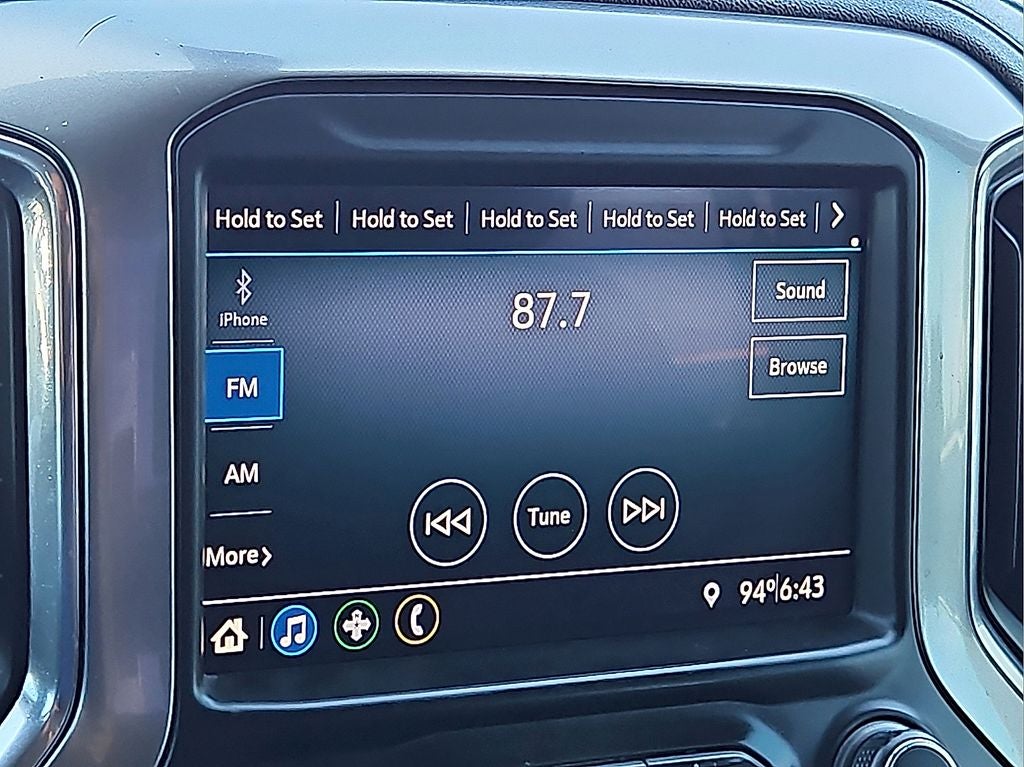 Hold to Set | Hold to Set | Hold to Set | Hold to Set | Hold to Set | >
iPhone
87.7
Sound
FM
Browse
AM
Tune
More >
94° 6:43